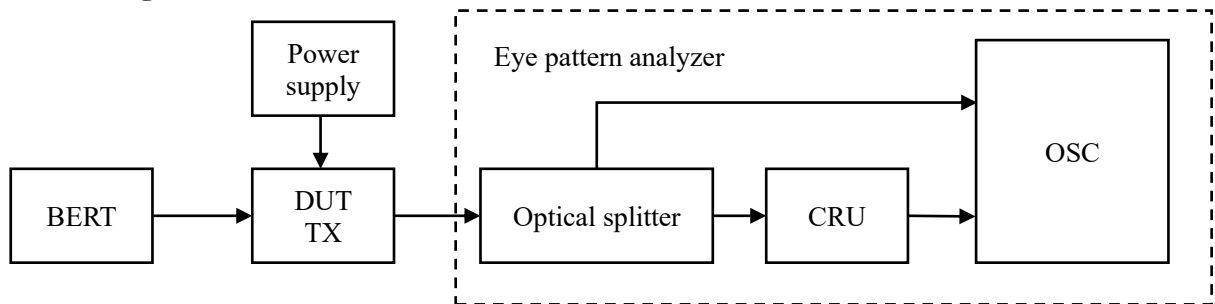 Power
supply
Eye pattern analyzer
OSC
BERT
DUT
TX
Optical splitter
CRU